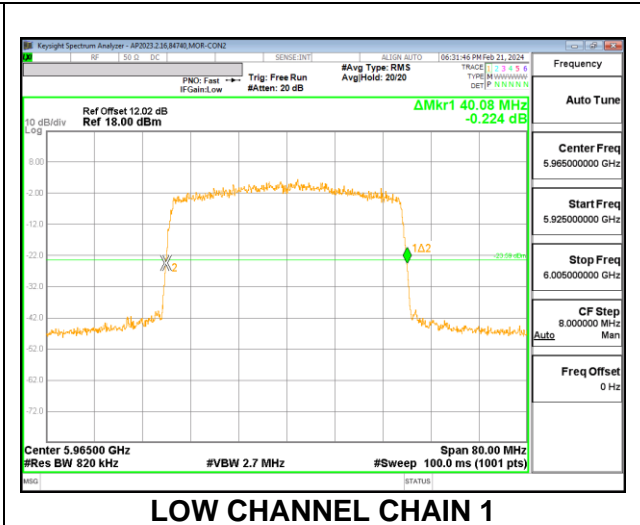 Keysight Spectrum Analyzer - AP2023.2.16,84740,MOR-CON2
RF 50 Ω DC SENSE:INT ALIGN AUTO 06:31:46 PM Feb 21, 2024
#Avg Type: RMS TRACE 1 2 3 4 5 6
PNO: Fast Trig: Free Run Avg|Hold: 20/20 TYPE M WWWWW
IFGain:Low #Atten: 20 dB DET P N N N N N
Frequency
Auto Tune
Center Freq
5.965000000 GHz
Start Freq
5.925000000 GHz
Stop Freq
6.005000000 GHz
CF Step
8.000000 MHz
Auto Man
Freq Offset
0 Hz
ΔMkr1 40.08 MHz
-0.224 dB
Ref Offset 12.02 dB
10 dB/div Ref 18.00 dBm
Log
8.00
-2.00
-12.0
-22.0
-32.0
-42.0
-52.0
-62.0
-72.0
1Δ2
2
Center 5.96500 GHz Span 80.00 MHz
#Res BW 820 kHz #VBW 2.7 MHz #Sweep 100.0 ms (1001 pts)
MSG STATUS
LOW CHANNEL CHAIN 1